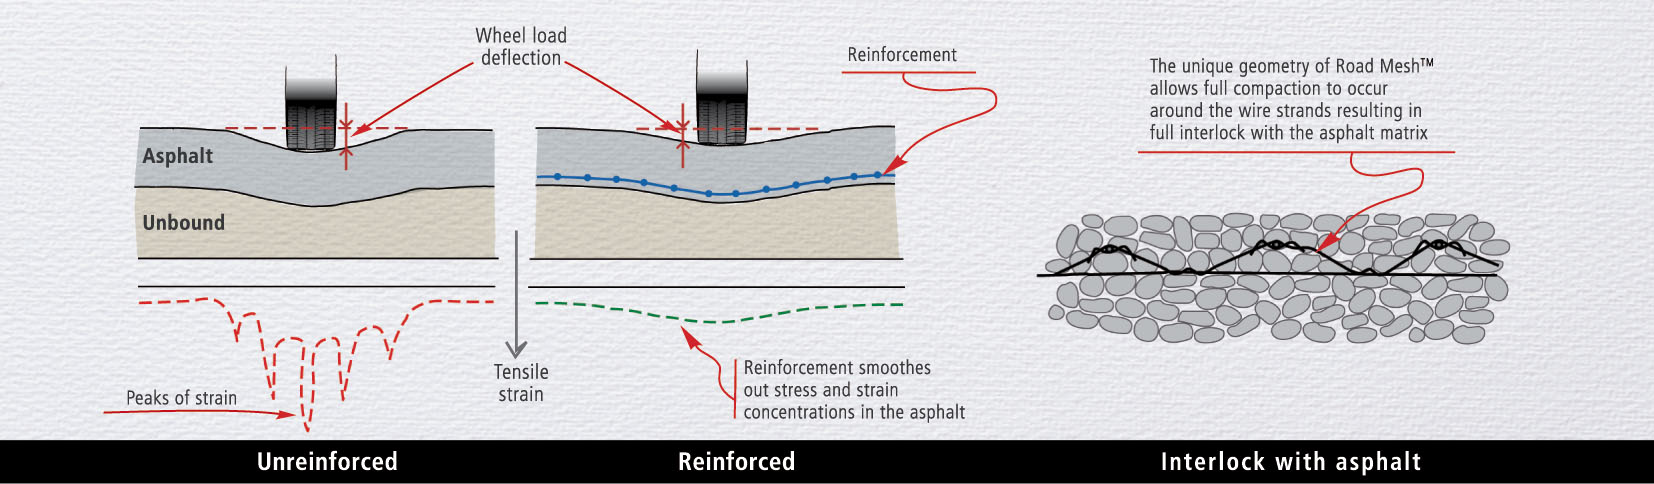 Wheel load
deflection
Reinforcement
The unique geometry of Road Mesh™
allows full compaction to occur
around the wire strands resulting in
full interlock with the asphalt matrix
Asphalt
Unbound
Tensile
strain
Peaks of strain
Reinforcement smoothes
out stress and strain
concentrations in the asphalt
Unreinforced
Reinforced
Interlock with asphalt